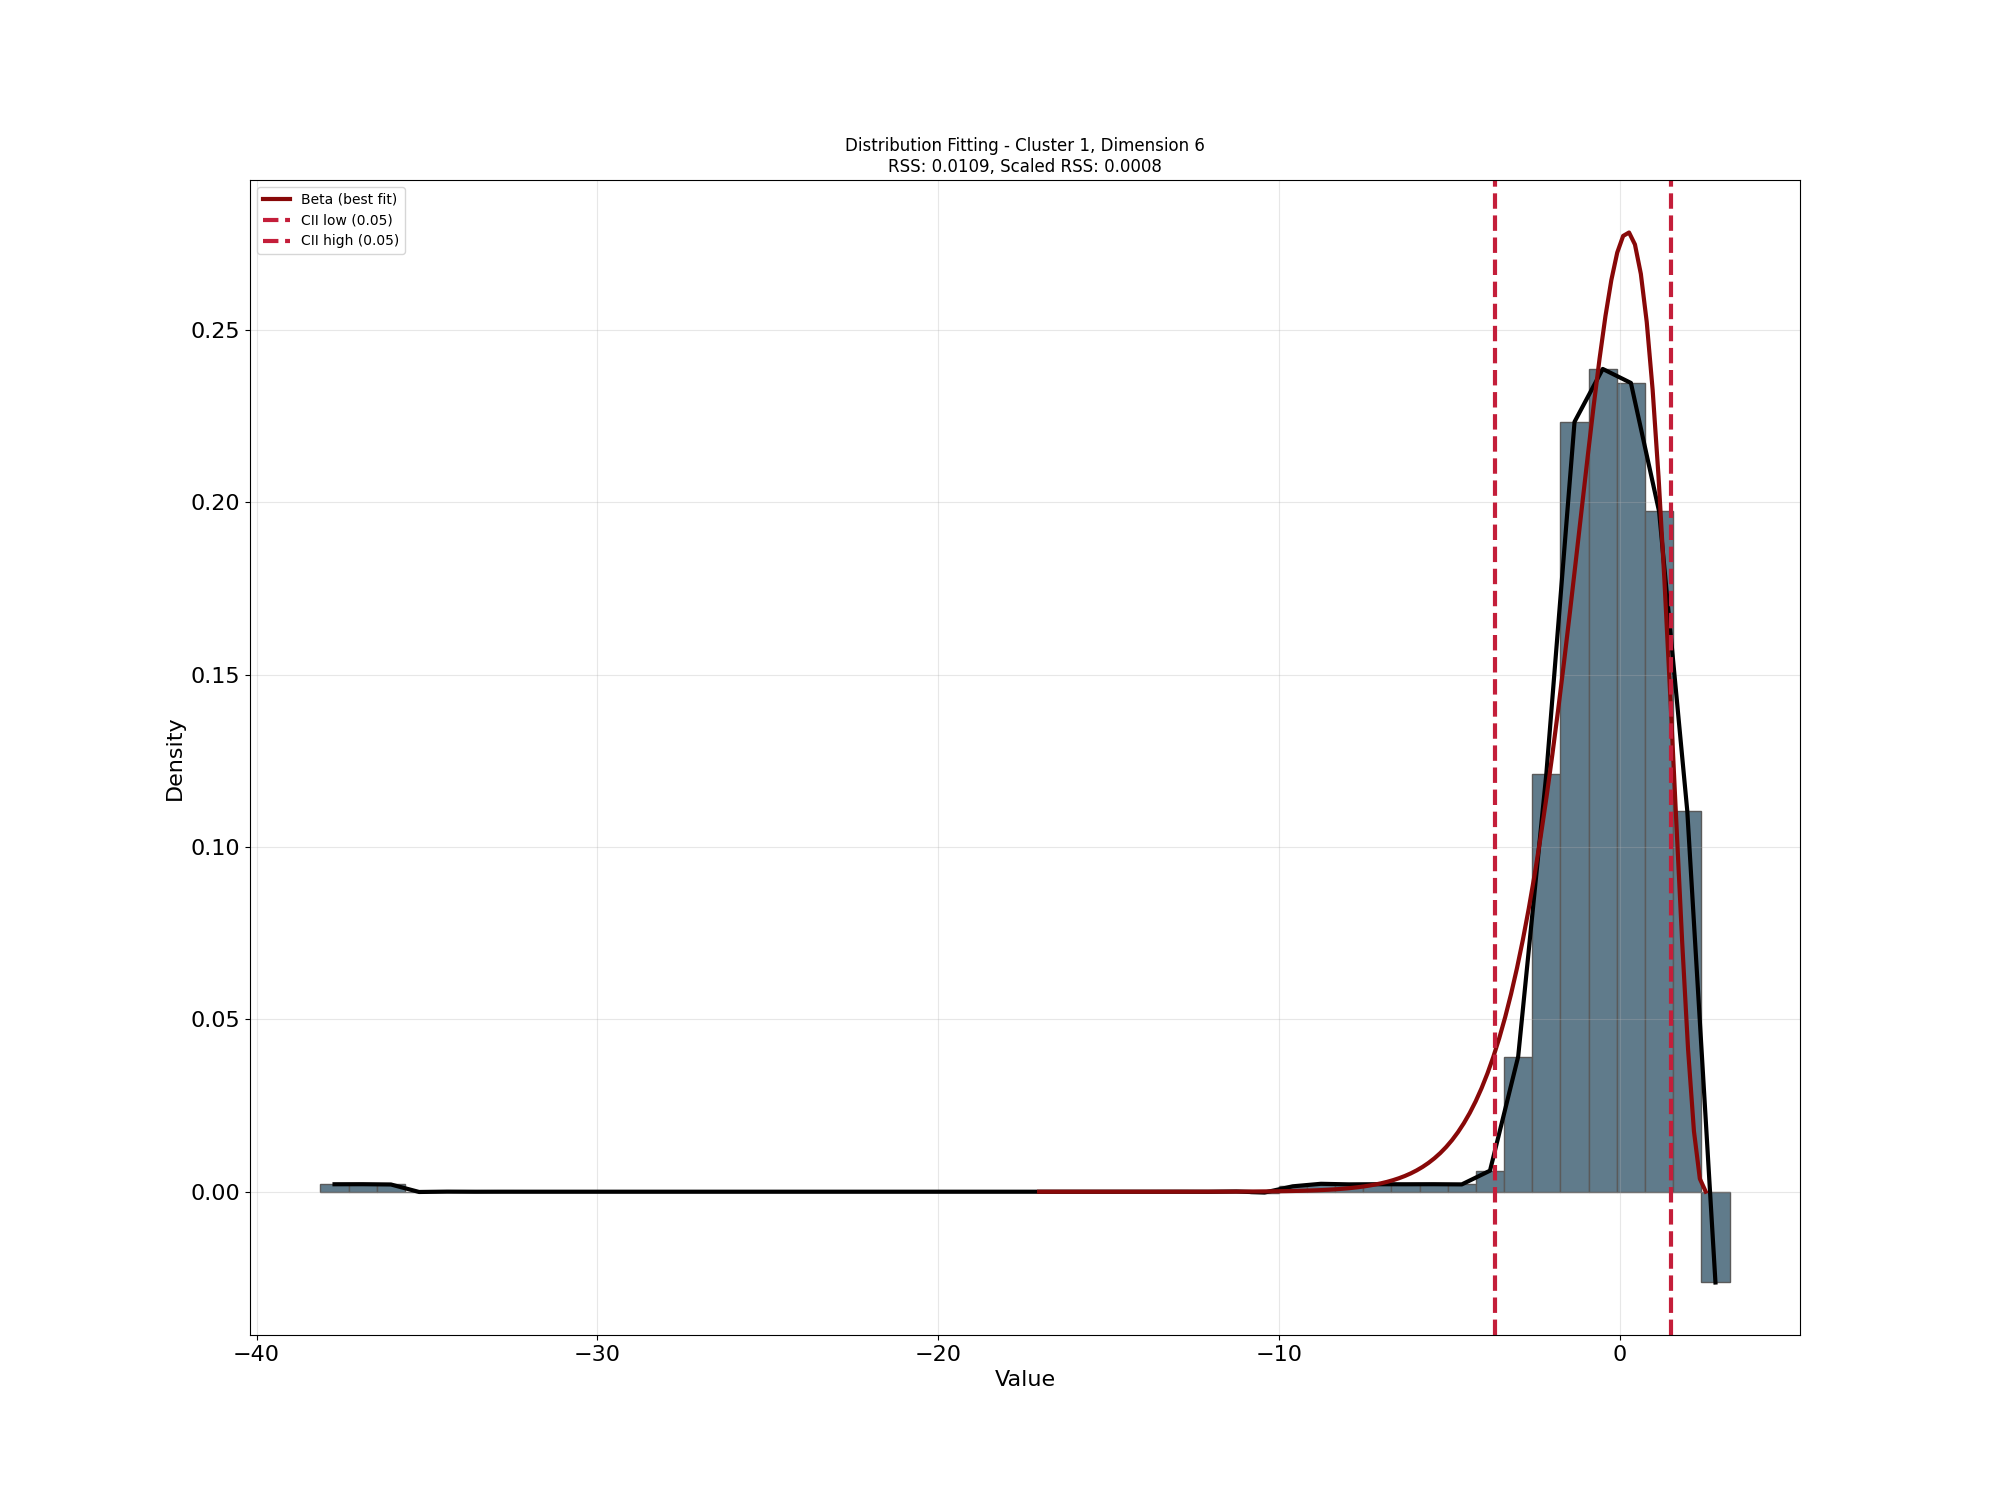 Distribution Fitting - Cluster 1, Dimension 6
RSS: 0.0109, Scaled RSS: 0.0008
Beta (best fit)
CII low (0.05)
CII high (0.05)
0.25
0.20
0.15
0.10
0.05
0.00
Density
−40 −30 −20 −10 0
Value